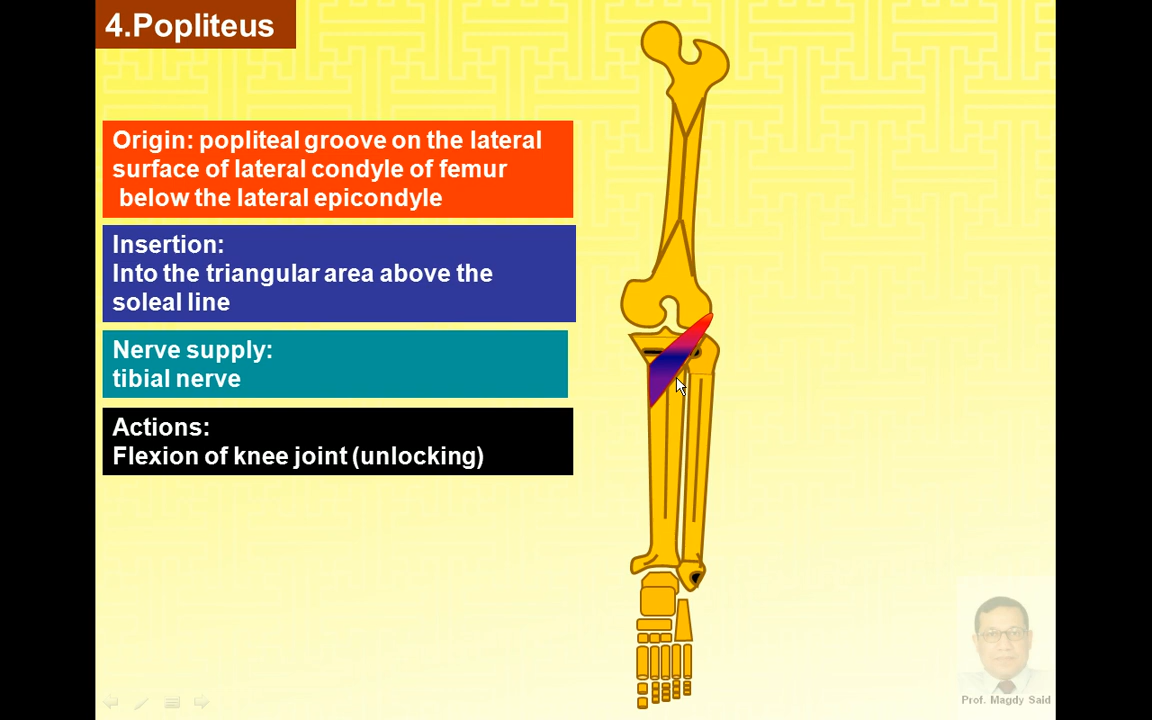 4.Popliteus
Origin: popliteal groove on the lateral
surface of lateral condyle of femur
below the lateral epicondyle
Insertion:
Into the triangular area above the
soleal line
Nerve supply:
tibial nerve
Actions:
Flexion of knee joint (unlocking)
Prof. Magdy Said